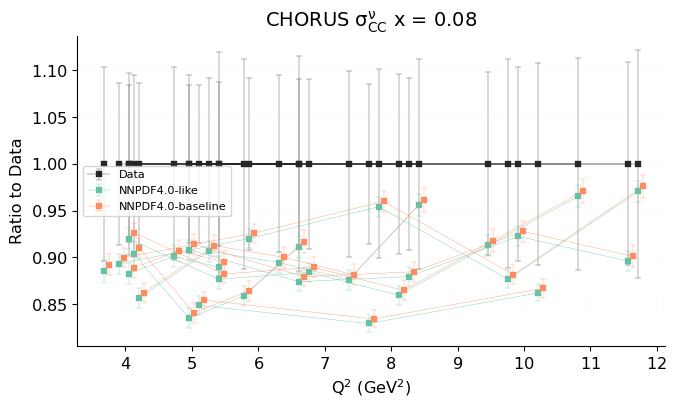 CHORUS σ^ν_CC x = 0.08
Ratio to Data
1.10
1.05
1.00
0.95
0.90
0.85
Data
NNPDF4.0-like
NNPDF4.0-baseline
4 5 6 7 8 9 10 11 12
Q² (GeV²)